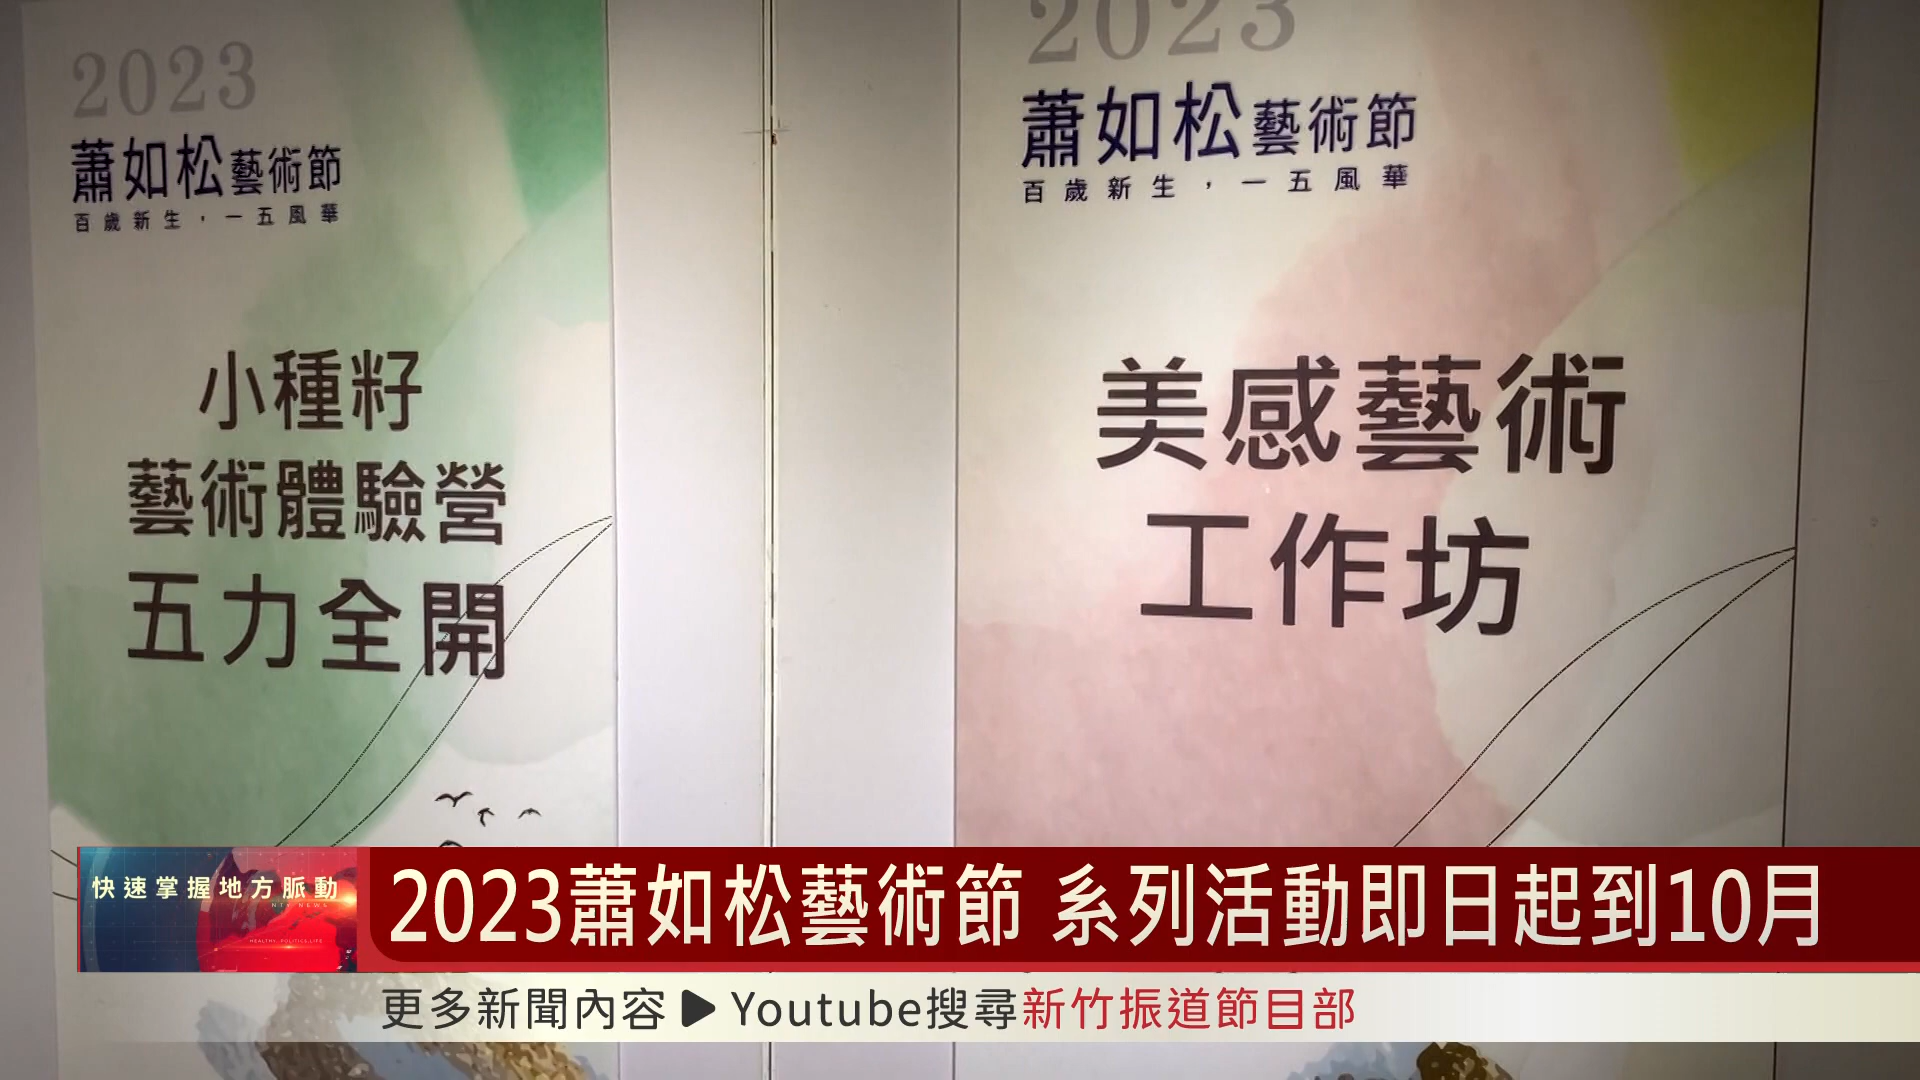 2023
蕭如松藝術節
百歲新生，一五風華
小種籽
藝術體驗營
五力全開
2023
蕭如松藝術節
百歲新生，一五風華
美感藝術
工作坊
快速掌握地方脈動
NTV NEWS
HEALTHY, POLITICS, LIFE
2023蕭如松藝術節 系列活動即日起到10月
更多新聞內容▶Youtube搜尋新竹振道節目部